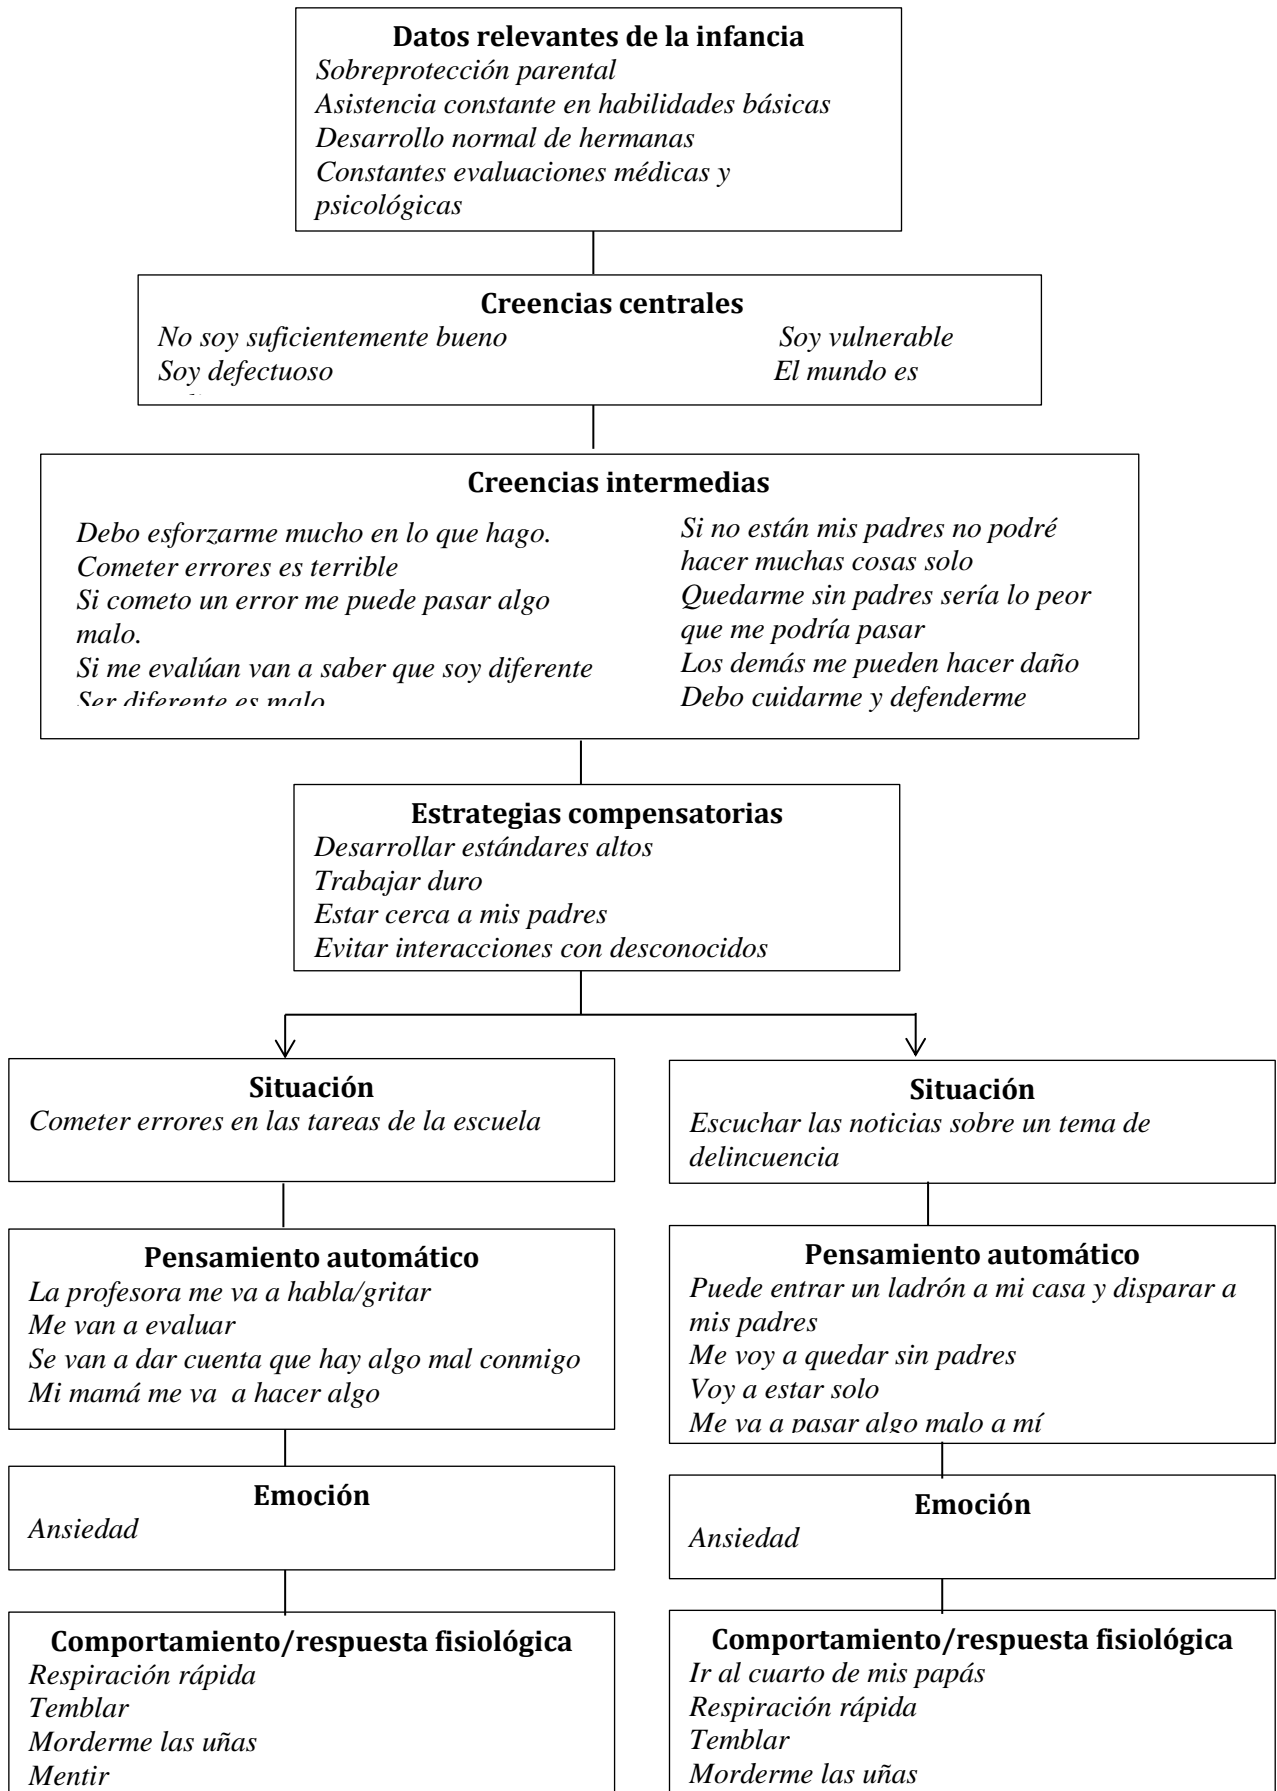 Datos relevantes de la infancia
Sobreprotección parental
Asistencia constante en habilidades básicas
Desarrollo normal de hermanas
Constantes evaluaciones médicas y
psicológicas
Creencias centrales
No soy suficientemente bueno Soy vulnerable
Soy defectuoso El mundo es
Creencias intermedias
Debo esforzarme mucho en lo que hago.
Cometer errores es terrible
Si cometo un error me puede pasar algo
malo.
Si me evalúan van a saber que soy diferente
Ser diferente es malo
Si no están mis padres no podré
hacer muchas cosas solo
Quedarme sin padres sería lo peor
que me podría pasar
Los demás me pueden hacer daño
Debo cuidarme y defenderme
Estrategias compensatorias
Desarrollar estándares altos
Trabajar duro
Estar cerca a mis padres
Evitar interacciones con desconocidos
Situación
Cometer errores en las tareas de la escuela
Pensamiento automático
La profesora me va a habla/gritar
Me van a evaluar
Se van a dar cuenta que hay algo mal conmigo
Mi mamá me va a hacer algo
Emoción
Ansiedad
Comportamiento/respuesta fisiológica
Respiración rápida
Temblar
Morderme las uñas
Mentir
Situación
Escuchar las noticias sobre un tema de
delincuencia
Pensamiento automático
Puede entrar un ladrón a mi casa y disparar a
mis padres
Me voy a quedar sin padres
Voy a estar solo
Me va a pasar algo malo a mí
Emoción
Ansiedad
Comportamiento/respuesta fisiológica
Ir al cuarto de mis papás
Respiración rápida
Temblar
Morderme las uñas